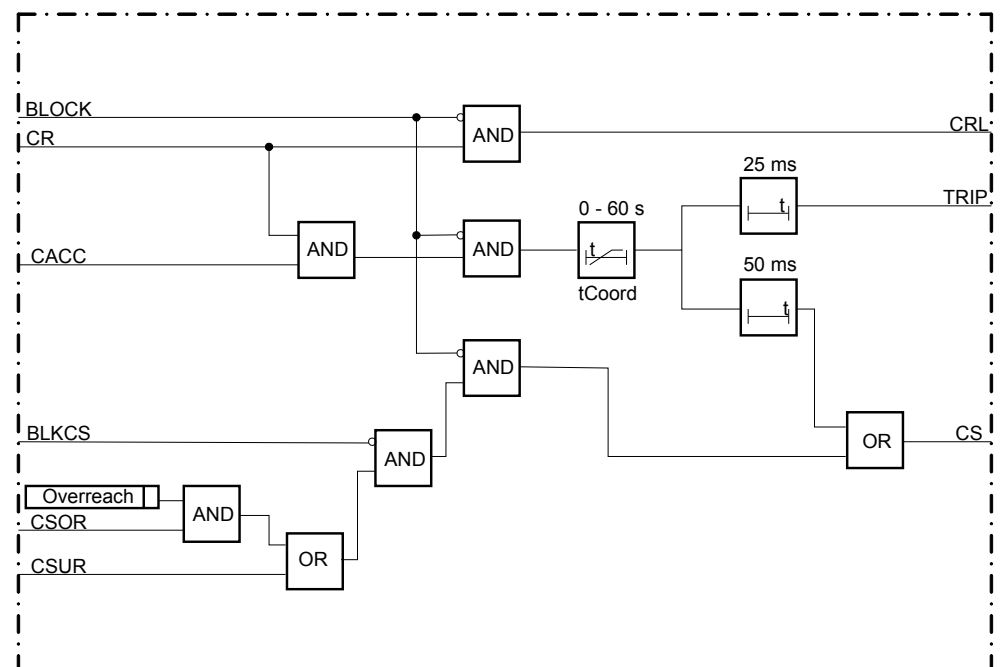 BLOCK
CR
AND
CRL
25 ms
TRIP
0 - 60 s
t
AND
AND
t
CACC
tCoord
50 ms
t
AND
BLKCS
AND
OR
CS
Overreach
AND
CSOR
OR
CSUR